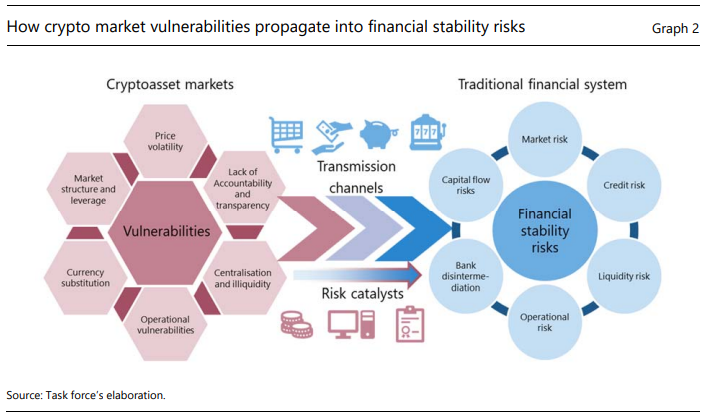 How crypto market vulnerabilities propagate into financial stability risks
Graph 2
Cryptoasset markets
Traditional financial system
Price
volatility
Market
structure and
leverage
Lack of
Accountability
and
transparency
Vulnerabilities
Currency
substitution
Centralisation
and illiquidity
Operational
vulnerabilities
777
Transmission
channels
Risk catalysts
Market risk
Capital flow
risks
Credit risk
Financial
stability
risks
Bank
disinterme-
diation
Liquidity risk
Operational
risk
Source: Task force's elaboration.